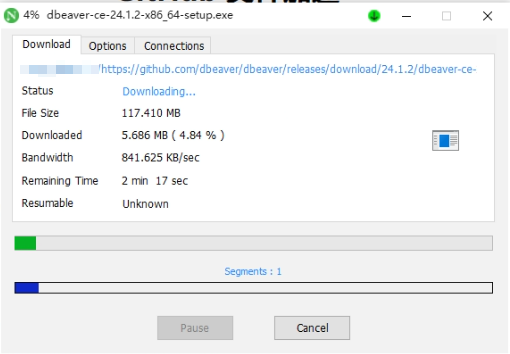 4% dbeaver-ce-24.1.2-x86_64-setup.exe
Download Options Connections
/https://github.com/dbeaver/dbeaver/releases/download/24.1.2/dbeaver-ce-
Status Downloading...
File Size 117.410 MB
Downloaded 5.686 MB ( 4.84 % )
Bandwidth 841.625 KB/sec
Remaining Time 2 min 17 sec
Resumable Unknown
Segments : 1
Pause Cancel